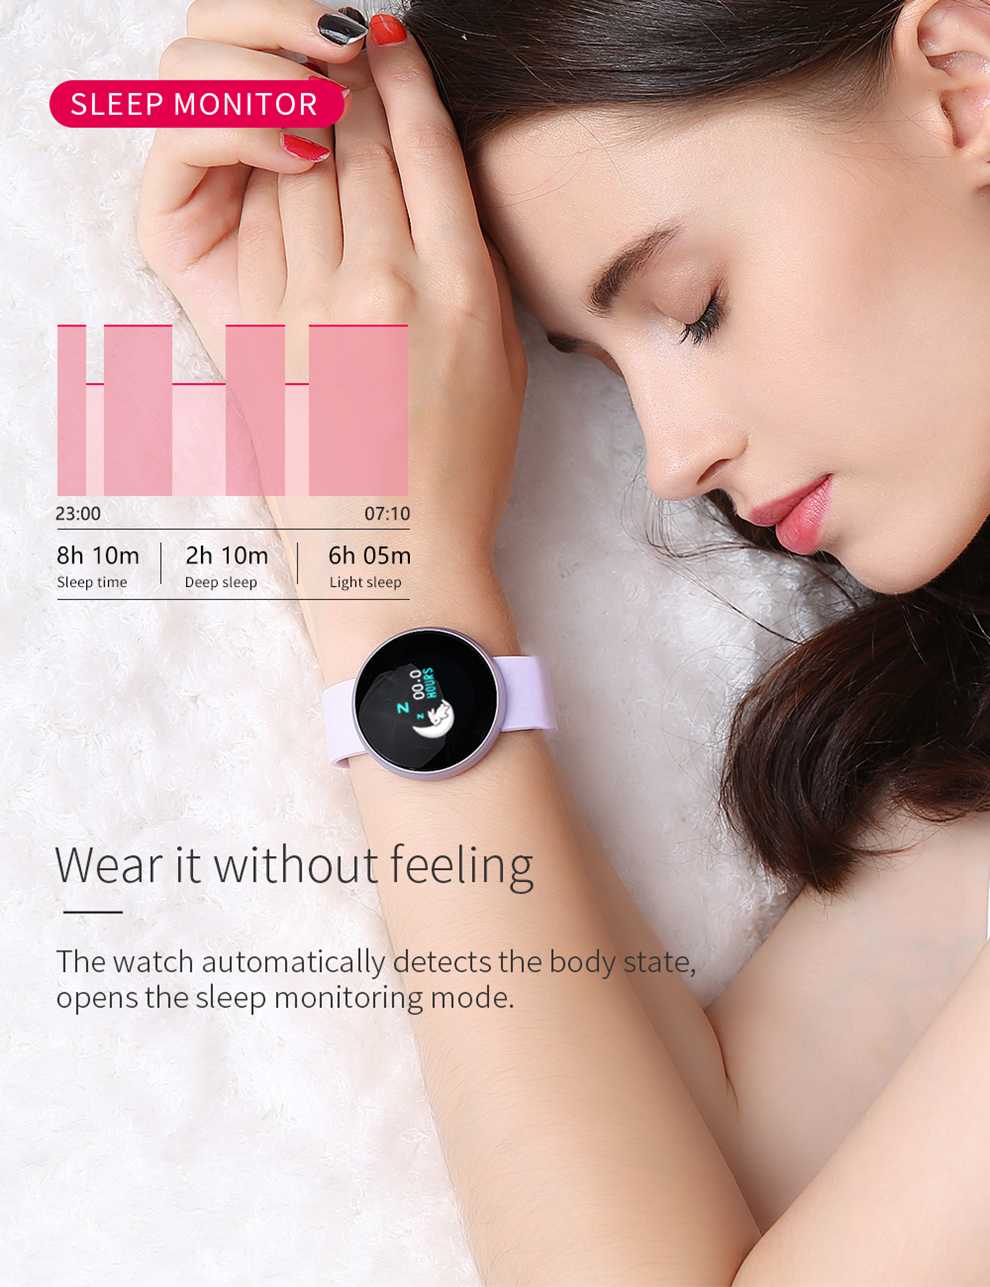 SLEEP MONITOR
23:00 07:10
8h 10m 2h 10m 6h 05m
Sleep time Deep sleep Light sleep
00.0
HOURS
z
z
Wear it without feeling
The watch automatically detects the body state,
opens the sleep monitoring mode.